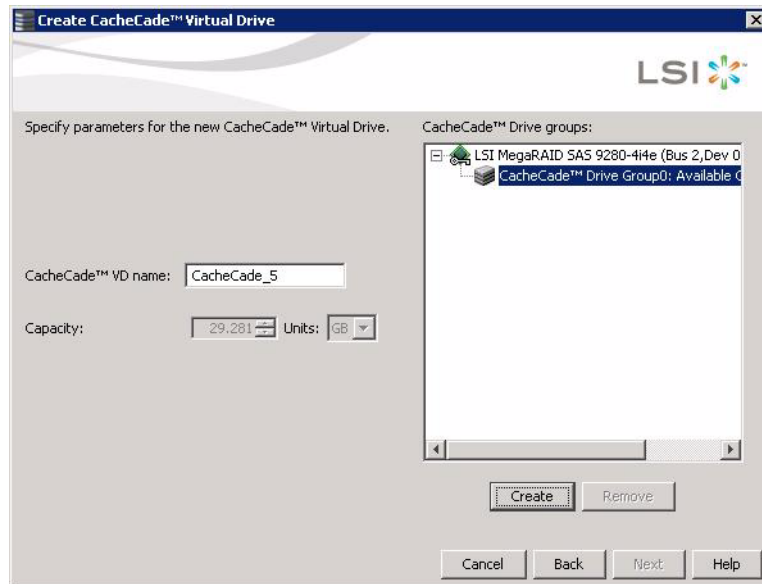 Create CacheCade™ Virtual Drive
LSI
Specify parameters for the new CacheCade™ Virtual Drive.
CacheCade™ Drive groups:
LSI MegaRAID SAS 9280-4i4e (Bus 2,Dev 0
CacheCade™ Drive Group0: Available
CacheCade™ VD name: CacheCade_5
Capacity: 29.281 Units: GB
Create Remove
Cancel Back Next Help